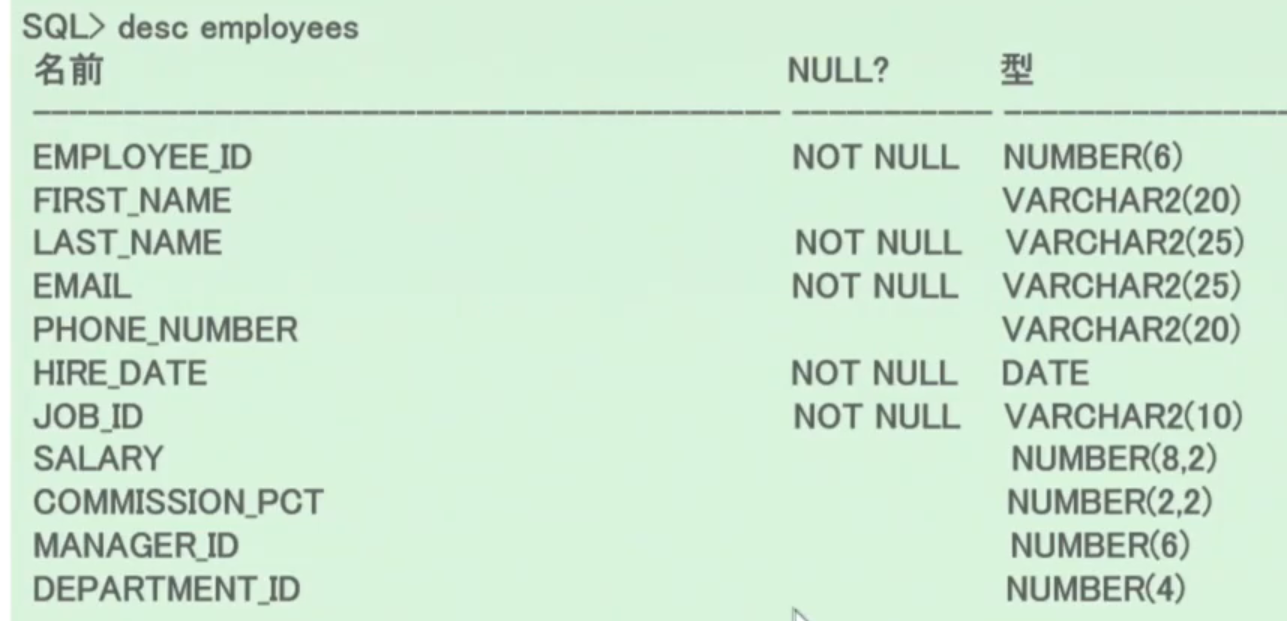 SQL> desc employees
名前 NULL? 型
----------------------------------------- ----------- ----------------
EMPLOYEE_ID NOT NULL NUMBER(6)
FIRST_NAME VARCHAR2(20)
LAST_NAME NOT NULL VARCHAR2(25)
EMAIL NOT NULL VARCHAR2(25)
PHONE_NUMBER VARCHAR2(20)
HIRE_DATE NOT NULL DATE
JOB_ID NOT NULL VARCHAR2(10)
SALARY NUMBER(8,2)
COMMISSION_PCT NUMBER(2,2)
MANAGER_ID NUMBER(6)
DEPARTMENT_ID NUMBER(4)